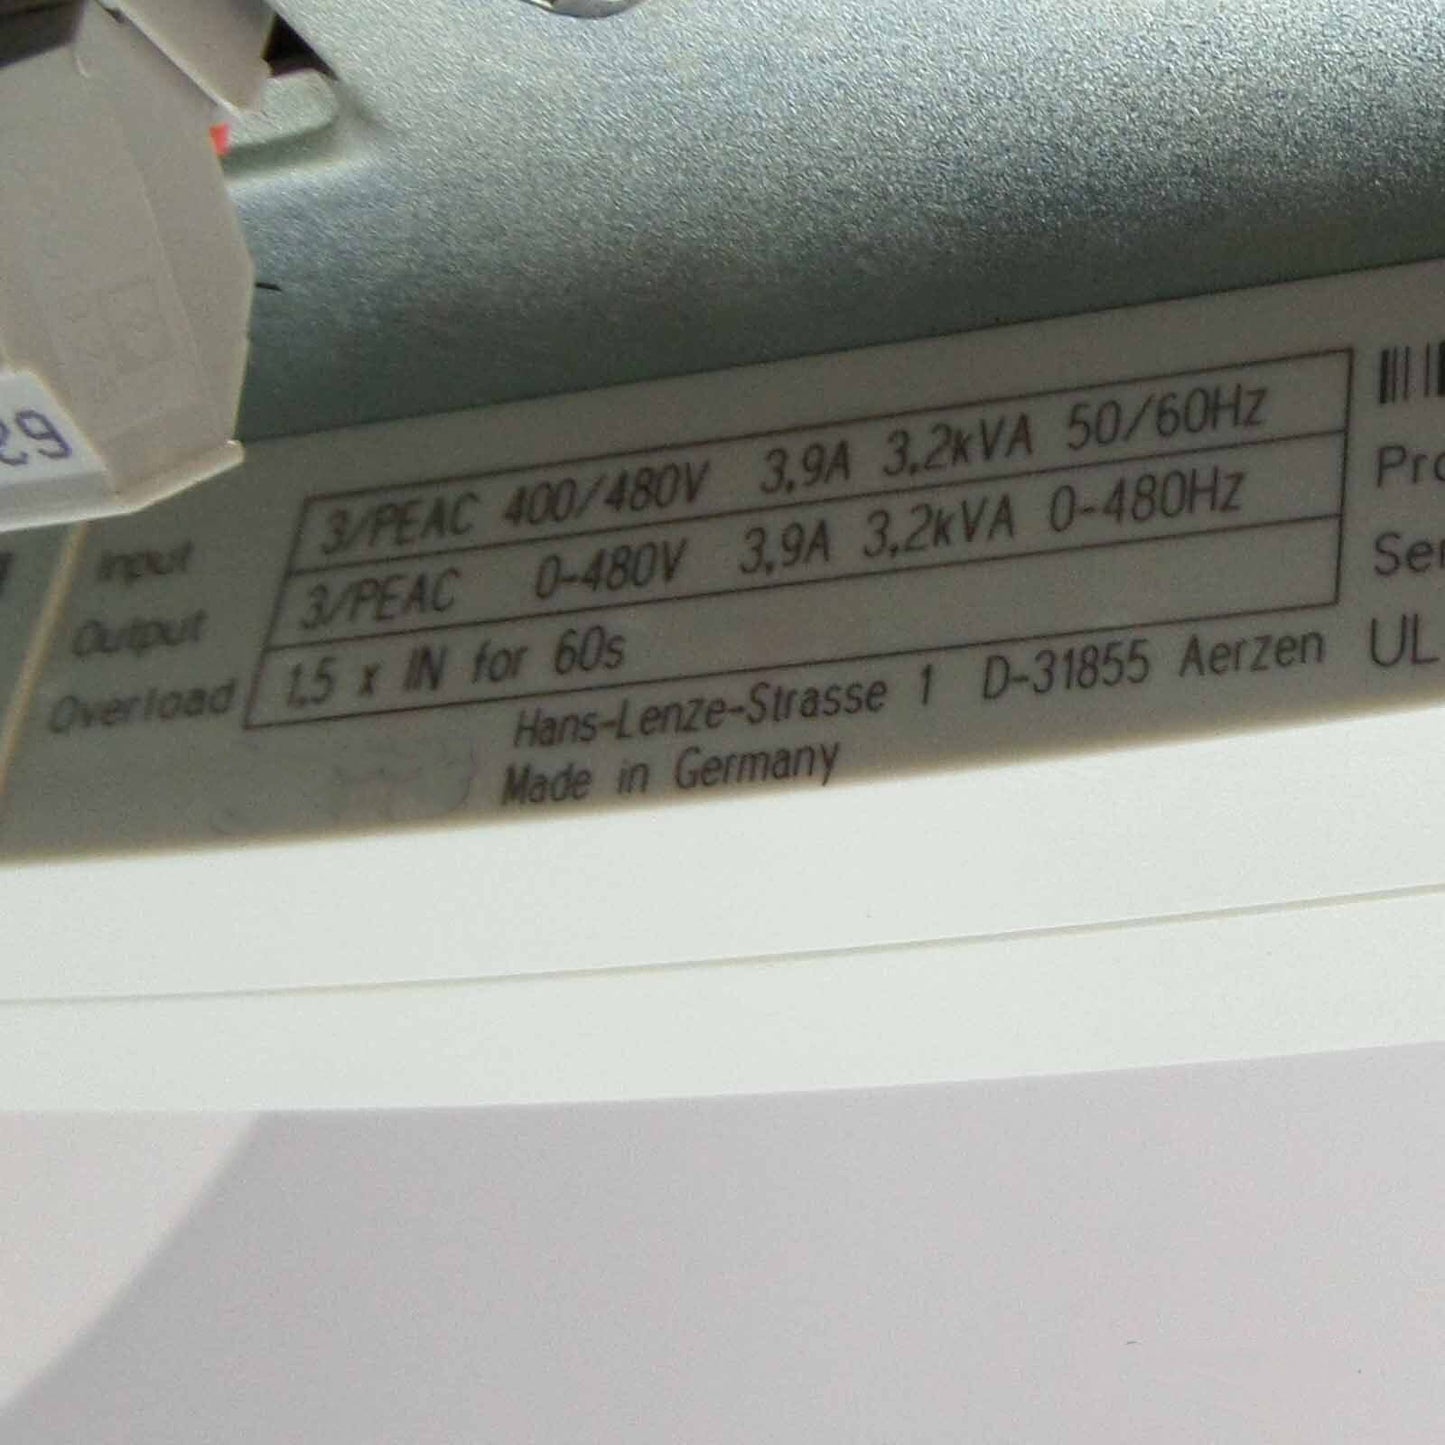 29
Input 3/PEAC 400/480V 3,9A 3,2kVA 50/60Hz
Output 3/PEAC 0-480V 3,9A 3,2kVA 0-480Hz
Overload 1,5 x IN for 60s
Hans-Lenze-Strasse 1 D-31855 Aerzen
Made in Germany
UL